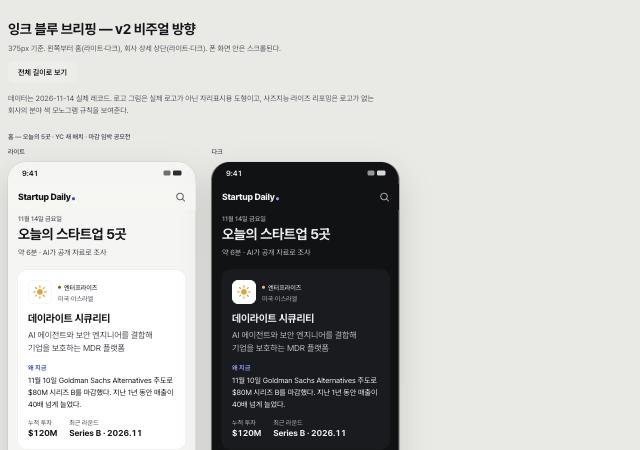 잉크 블루 브리핑 — v2 비주얼 방향
375px 기준. 왼쪽부터 홈(라이트·다크), 회사 상세 상단(라이트·다크). 폰 화면 안은 스크롤된다.
전체 길이로 보기
데이터는 2026-11-14 실제 레코드. 로고 그림은 실제 로고가 아닌 자리표시용 도형이고, 사즈지능·라이즈 리포밍은 로고가 없는
회사의 분야 색 모노그램 규칙을 보여준다.
홈 — 오늘의 5곳 · YC 새 배치 · 마감 임박 공모전
라이트
9:41
Startup Daily
11월 14일 금요일
오늘의 스타트업 5곳
약 6분 · AI가 공개 자료로 조사
엔터프라이즈
미국·이스라엘
데이라이트 시큐리티
AI 에이전트와 보안 엔지니어를 결합해
기업을 보호하는 MDR 플랫폼
왜 지금
11월 10일 Goldman Sachs Alternatives 주도로
$80M 시리즈 B를 마감했다. 지난 1년 동안 매출이
40배 넘게 늘었다.
누적 투자
최근 라운드
$120M
Series B · 2026.11
다크
9:41
Startup Daily
11월 14일 금요일
오늘의 스타트업 5곳
약 6분 · AI가 공개 자료로 조사
엔터프라이즈
미국·이스라엘
데이라이트 시큐리티
AI 에이전트와 보안 엔지니어를 결합해
기업을 보호하는 MDR 플랫폼
왜 지금
11월 10일 Goldman Sachs Alternatives 주도로
$80M 시리즈 B를 마감했다. 지난 1년 동안 매출이
40배 넘게 늘었다.
누적 투자
최근 라운드
$120M
Series B · 2026.11